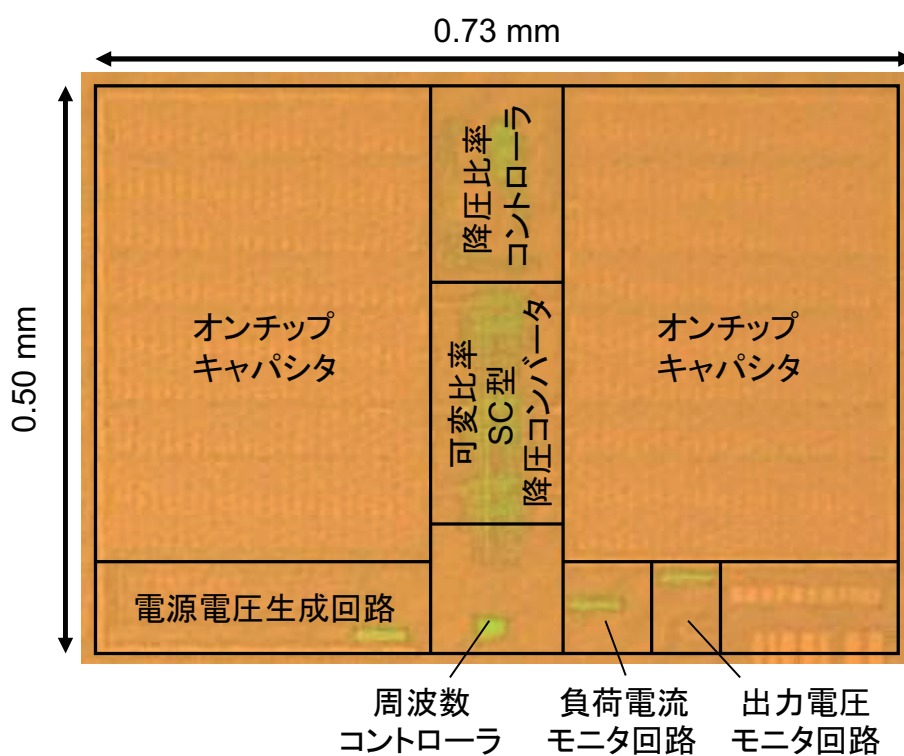 0.73 mm
0.50 mm
降圧比率
コントローラ
オンチップ
キャパシタ
可変比率
SC型
降圧コンバータ
オンチップ
キャパシタ
電源電圧生成回路
周波数
コントローラ
負荷電流
モニタ回路
出力電圧
モニタ回路